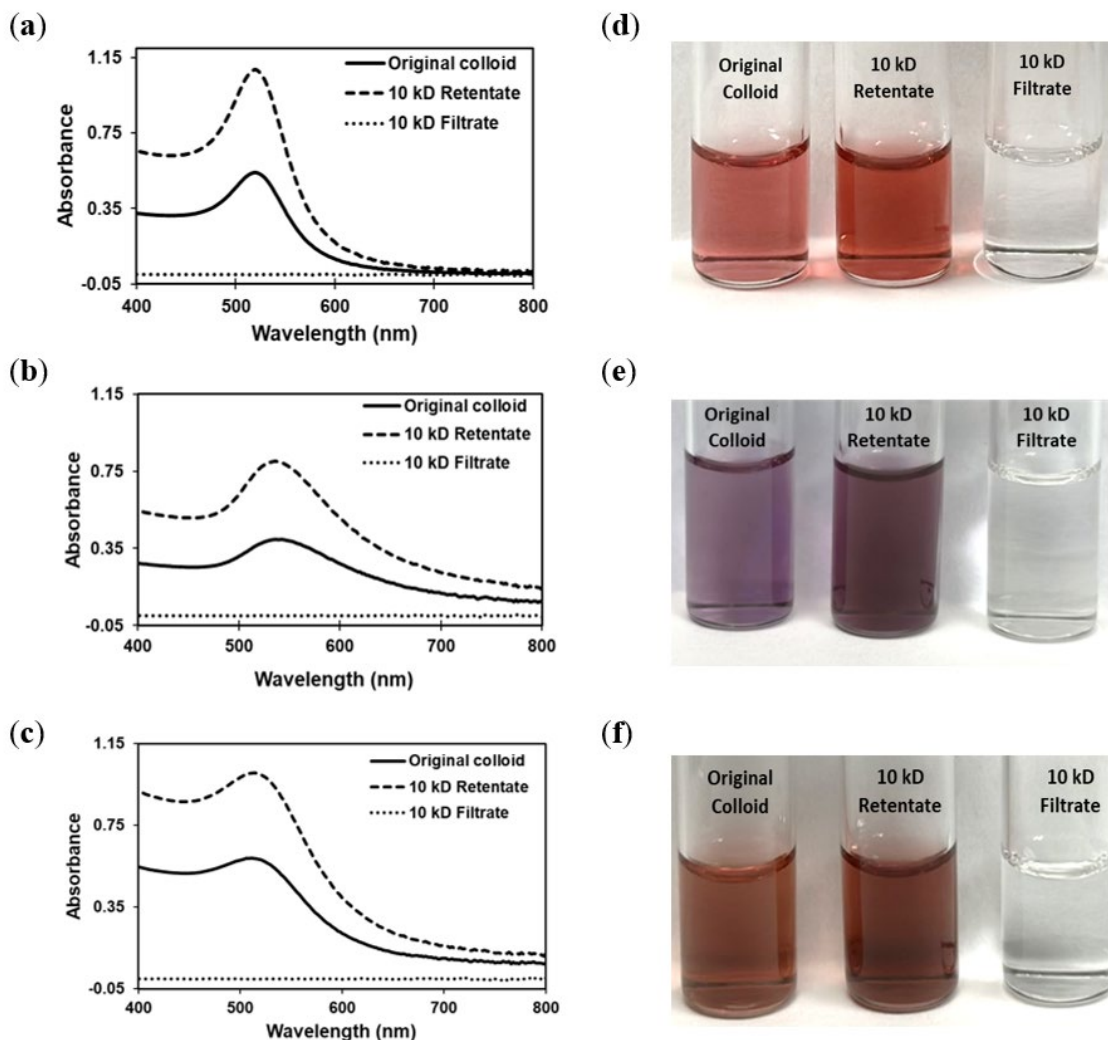 (a)
1.15
0.75
0.35
-0.05
Absorbance
Original colloid
10 kD Retentate
10 kD Filtrate
400 500 600 700 800
Wavelength (nm)
(d)
Original
Colloid
10 kD
Retentate
10 kD
Filtrate
(b)
1.15
0.75
0.35
-0.05
Absorbance
Original colloid
10 kD Retentate
10 kD Filtrate
400 500 600 700 800
Wavelength (nm)
(e)
Original
Colloid
10 kD
Retentate
10 kD
Filtrate
(c)
1.15
0.75
0.35
-0.05
Absorbance
Original colloid
10 kD Retentate
10 kD Filtrate
400 500 600 700 800
Wavelength (nm)
(f)
Original
Colloid
10 kD
Retentate
10 kD
Filtrate